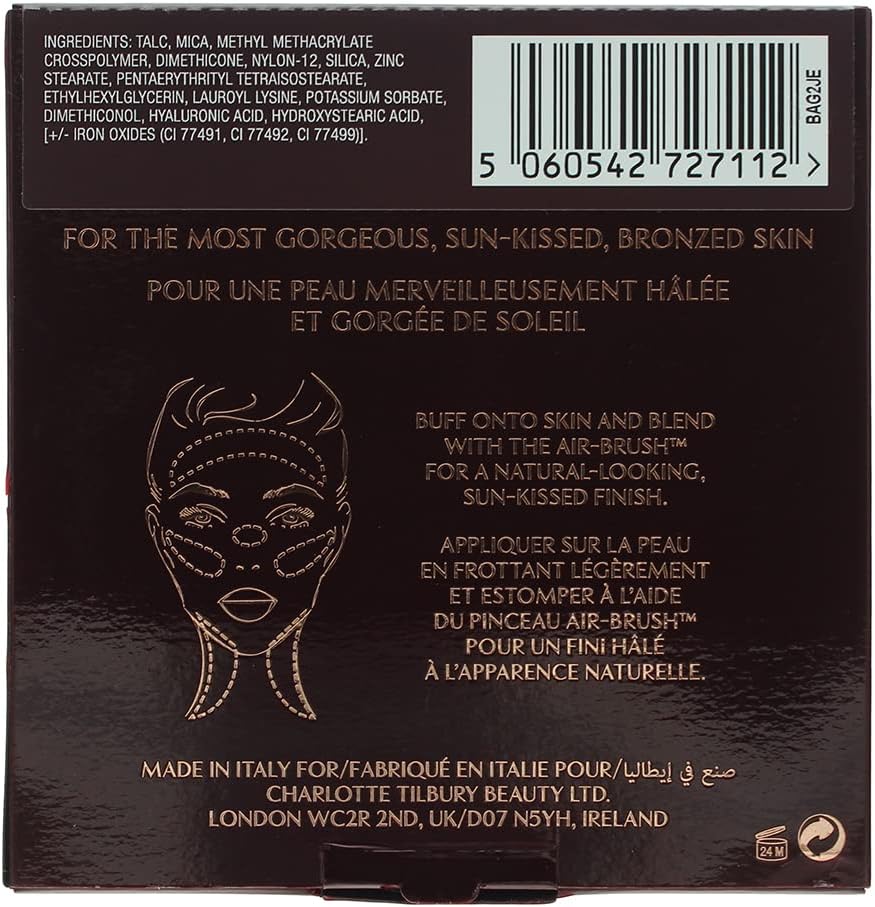 INGREDIENTS: TALC, MICA, METHYL METHACRYLATE
CROSSPOLYMER, DIMETHICONE, NYLON-12, SILICA, ZINC
STEARATE, PENTAERYTHRITYL TETRAISOSTEARATE,
ETHYLHEXYLGLYCERIN, LAUROYL LYSINE, POTASSIUM SORBATE,
DIMETHICONOL, HYALURONIC ACID, HYDROXYSTEARIC ACID,
[+/- IRON OXIDES (CI 77491, CI 77492, CI 77499)].
5 060542 727112 >
BAG2JE
FOR THE MOST GORGEOUS, SUN-KISSED, BRONZED SKIN
POUR UNE PEAU MERVEILLEUSEMENT HÂLÉE
ET GORGÉE DE SOLEIL
BUFF ONTO SKIN AND BLEND
WITH THE AIR-BRUSH™
FOR A NATURAL-LOOKING,
SUN-KISSED FINISH.
APPLIQUER SUR LA PEAU
EN FROTTANT LÉGÈREMENT
ET ESTOMPER À L'AIDE
DU PINCEAU AIR-BRUSH™
POUR UN FINI HÂLÉ
À L'APPARENCE NATURELLE.
MADE IN ITALY FOR/FABRIQUÉ EN ITALIE POUR/صنع في إيطاليا
CHARLOTTE TILBURY BEAUTY LTD.
LONDON WC2R 2ND, UK/D07 N5YH, IRELAND
24 M